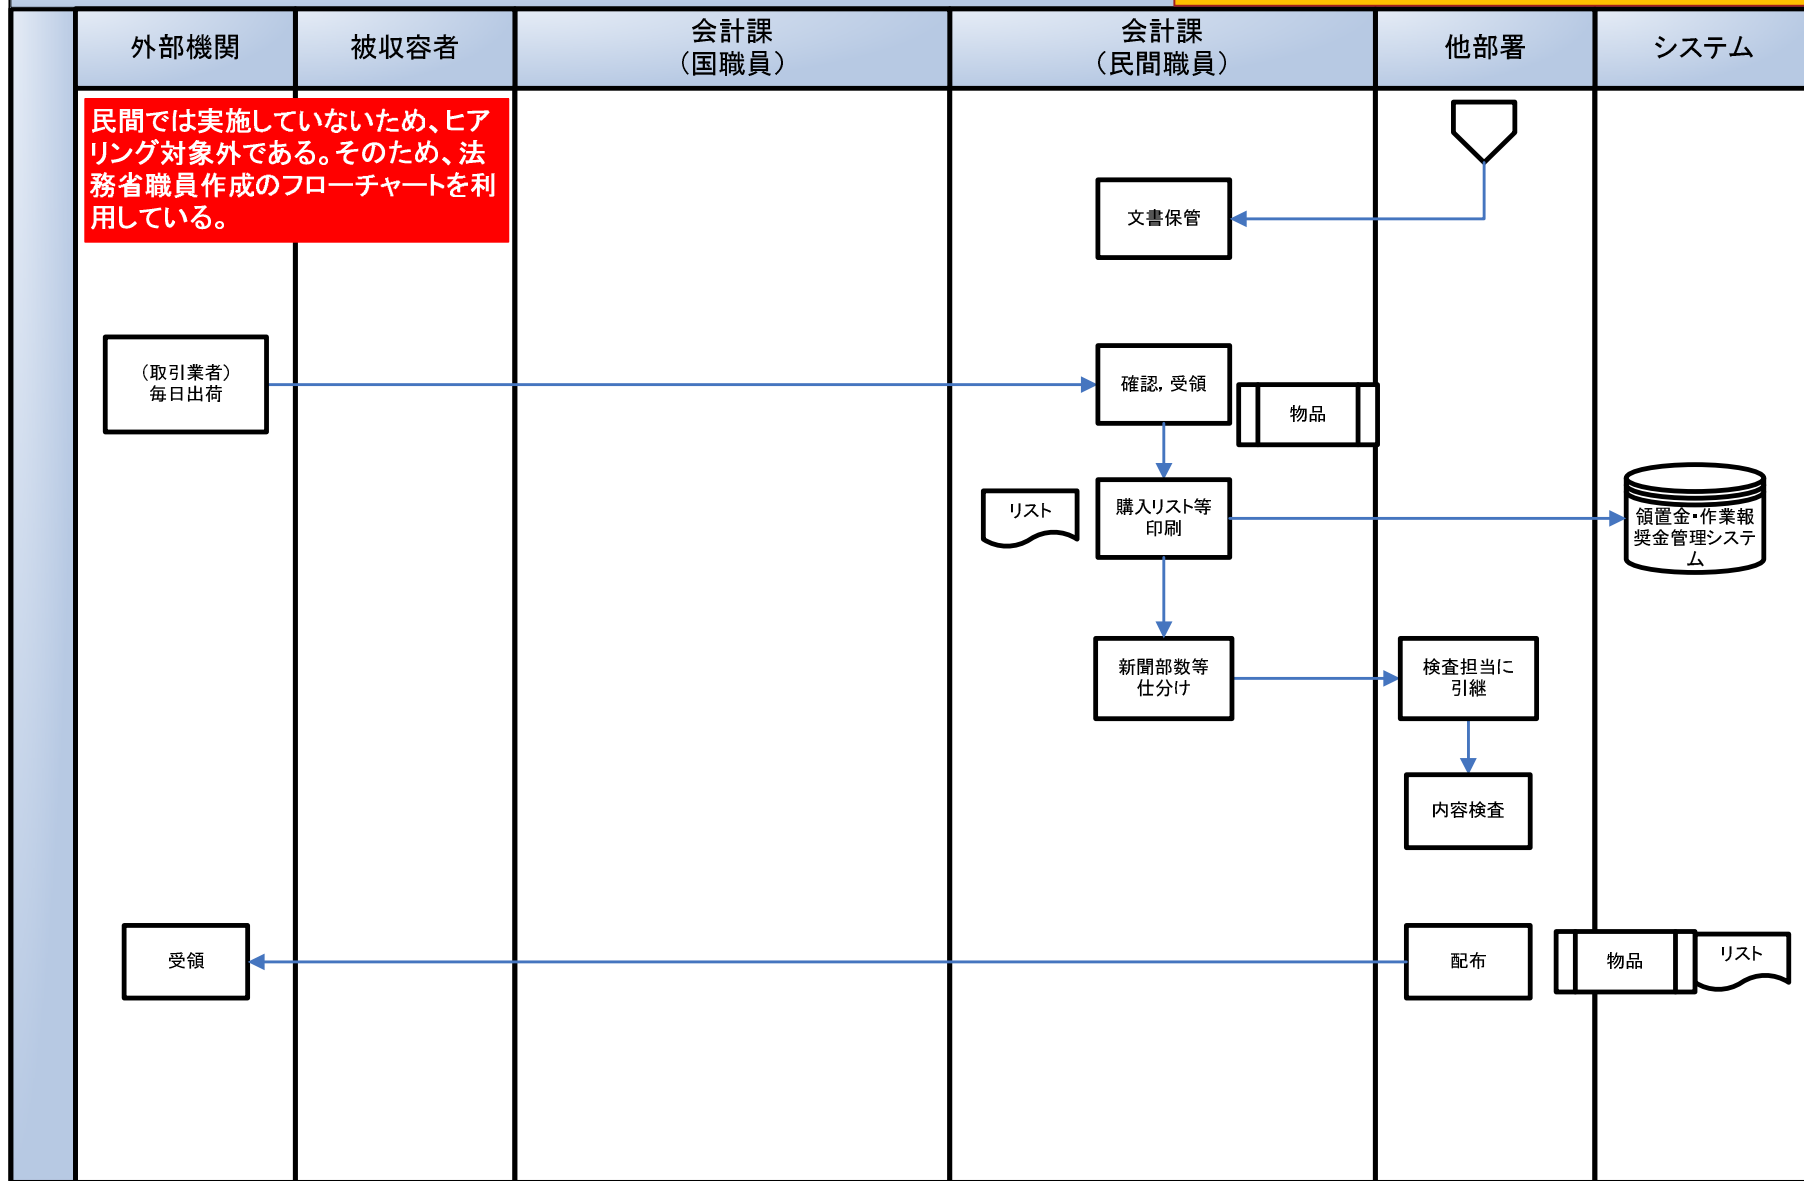 外部機関
被収容者
会計課
（国職員）
会計課
（民間職員）
他部署
システム
民間では実施していないため、ヒア
リング対象外である。そのため、法
務省職員作成のフローチャートを利
用している。
文書保管
（取引業者）
毎日出荷
確認，受領
物品
リスト
購入リスト等
印刷
領置金・作業報
奨金管理システ
ム
新聞部数等
仕分け
検査担当に
引継
内容検査
受領
配布
物品
リスト